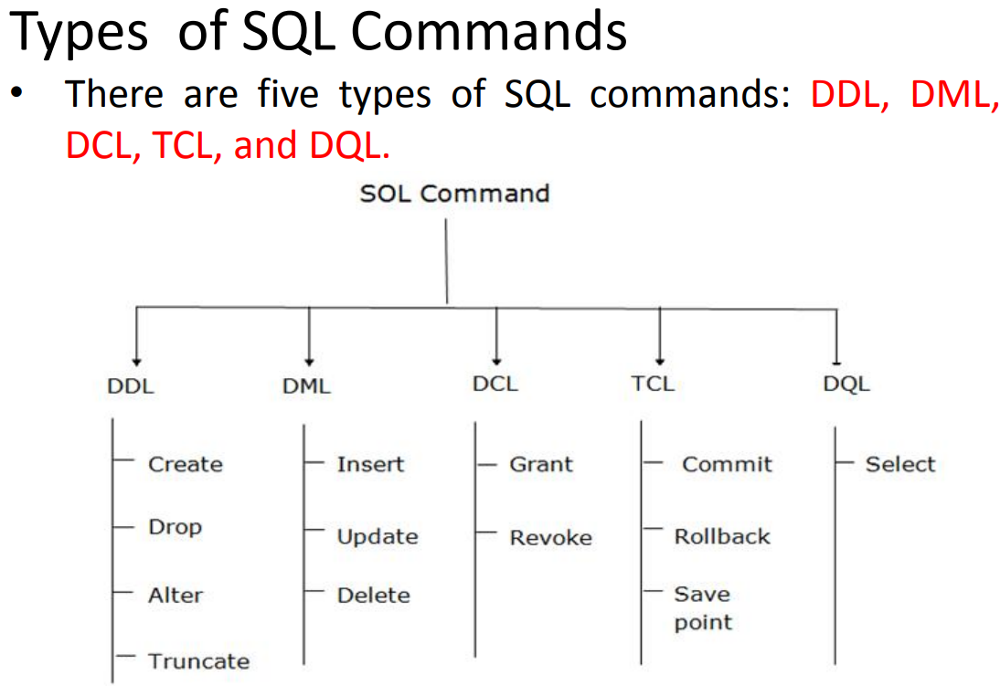 Types of SQL Commands
• There are five types of SQL commands: DDL, DML,
DCL, TCL, and DQL.
SOL Command
DDL
DML
DCL
TCL
DQL
Create
Drop
Alter
Truncate
Insert
Update
Delete
Grant
Revoke
Commit
Rollback
Save
point
Select